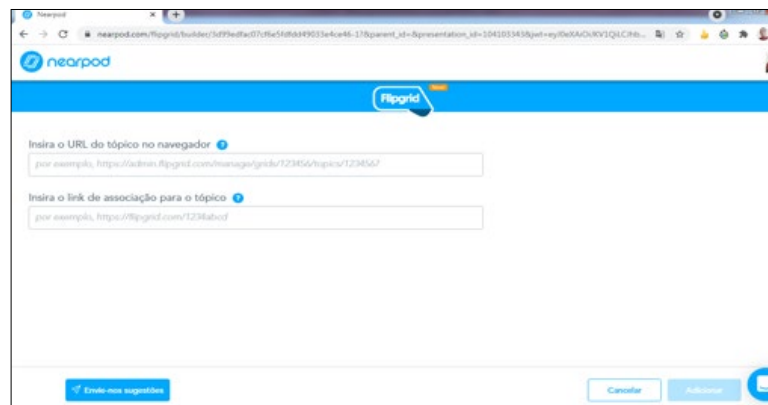 Nearpod
nearpod
Flipgrid
New!
Insira o URL do tópico no navegador ?
por exemplo, https://admin.flipgrid.com/manage/grids/123456/topics/1234567
Insira o link de associação para o tópico ?
por exemplo, https://flipgrid.com/1234abcd
Envie-nos sugestões
Cancelar
Adicionar